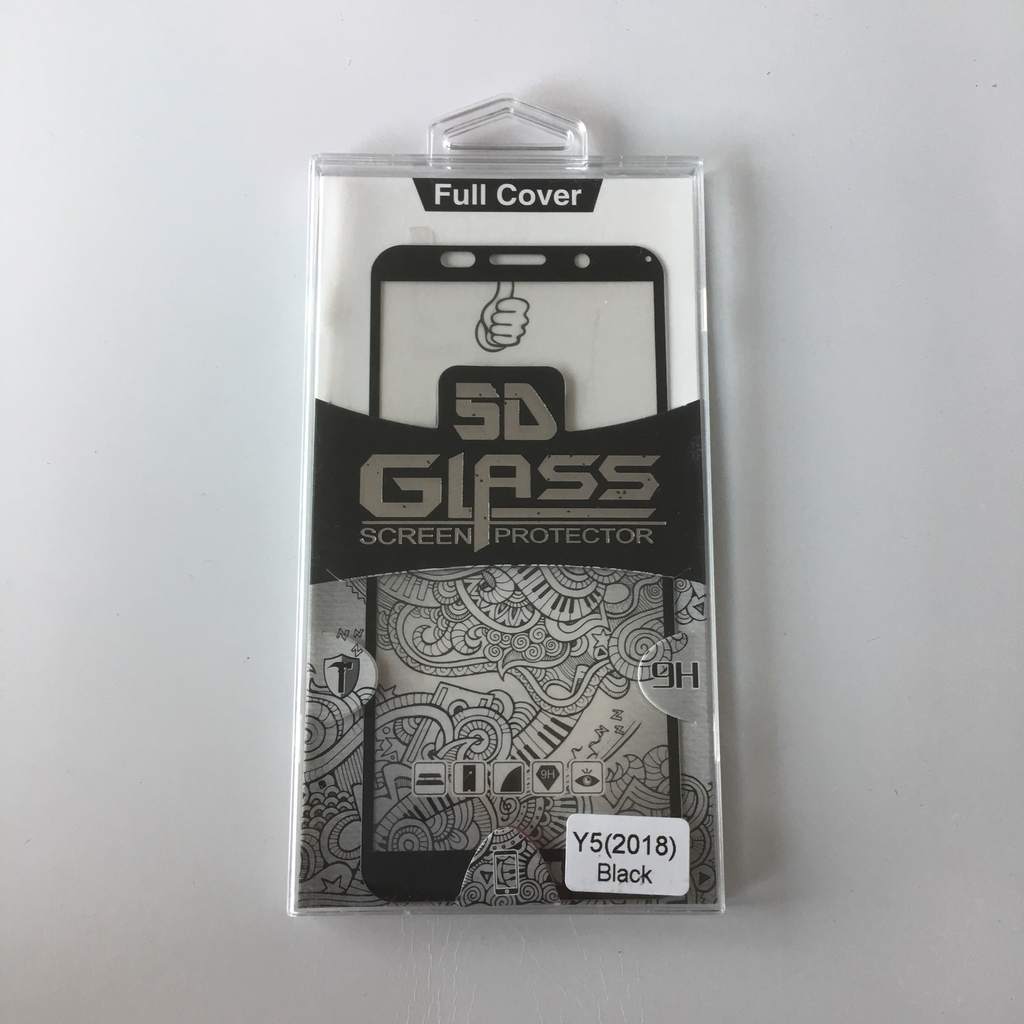 Full Cover
5D
GLASS
SCREEN PROTECTOR
9H
9H
Y5(2018)
Black